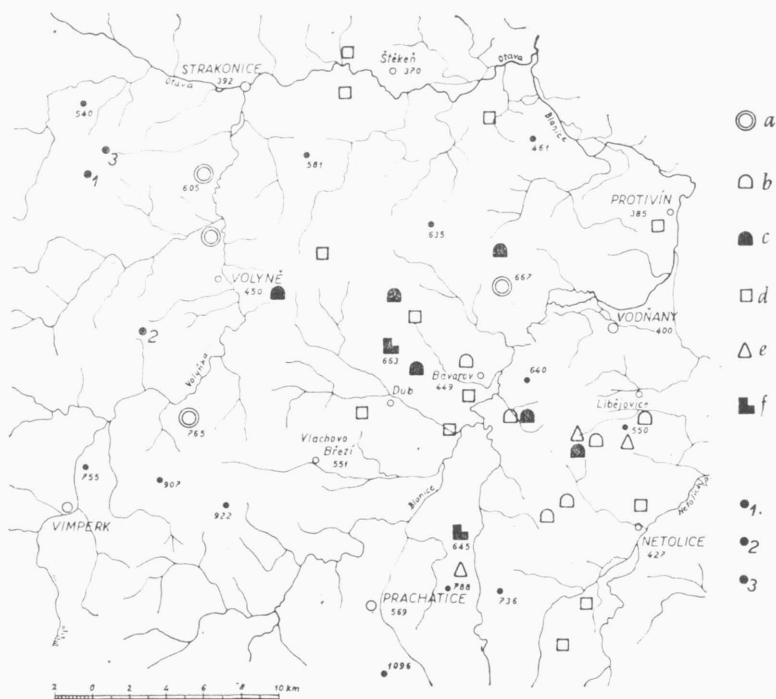 Štěkeň
370
Otava
STRAKONICE
392
Otava
540
3
1
605
581
461
Blanice
PROTIVÍN
385
635
667
VOLYNĚ
450
2
Volyňka
663
VODŇANY
400
Bavorov
449
640
Dub
Libějovice
550
765
Vlachovo
Březí
551
755
907
922
VIMPERK
Blanice
645
788
PRACHATICE
569
736
NETOLICE
427
1096
2 0 2 4 6 8 10 km
a
b
c
d
e
f
1.
2
3